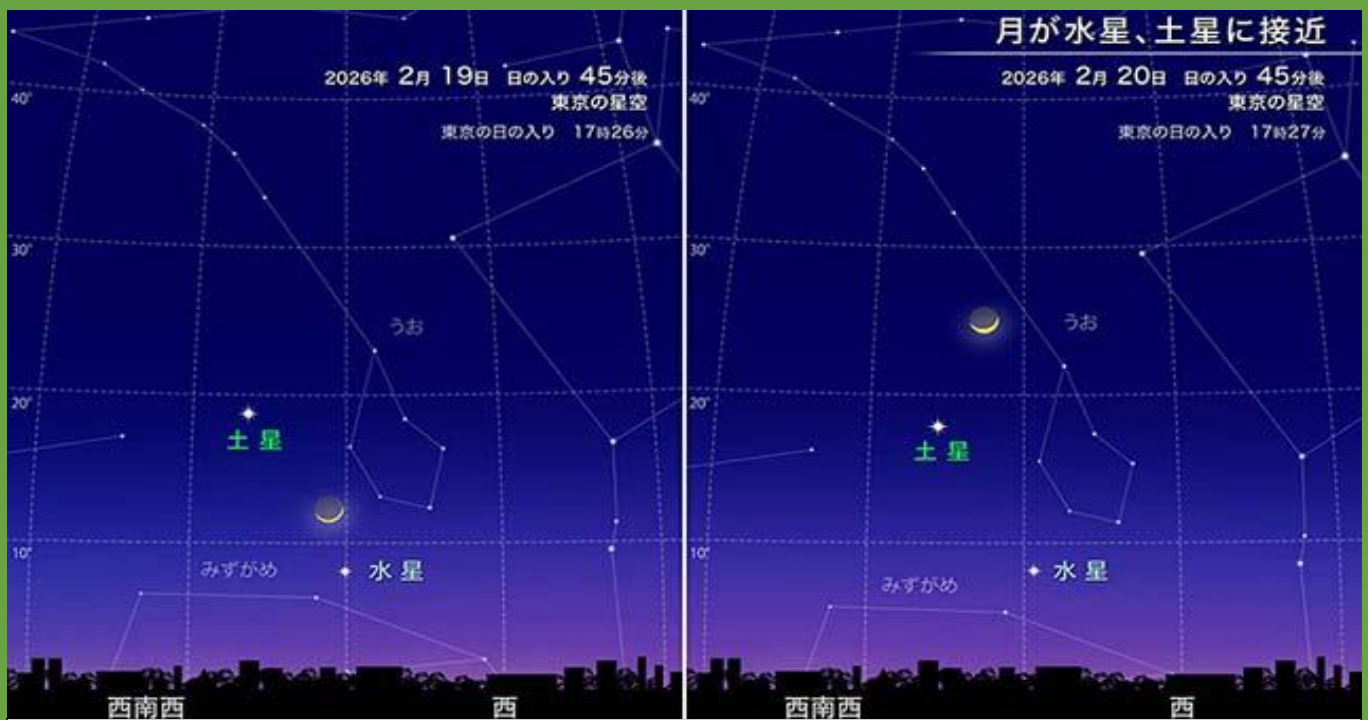 2026年 2月 19日 日の入り 45分後
東京の星空
東京の日の入り 17時26分
40°
30°
うお
20°
土星
10°
みずがめ
水星
西南西
西
月が水星、土星に接近
2026年 2月 20日 日の入り 45分後
東京の星空
東京の日の入り 17時27分
40°
30°
うお
20°
土星
10°
水星
みずがめ
西南西
西